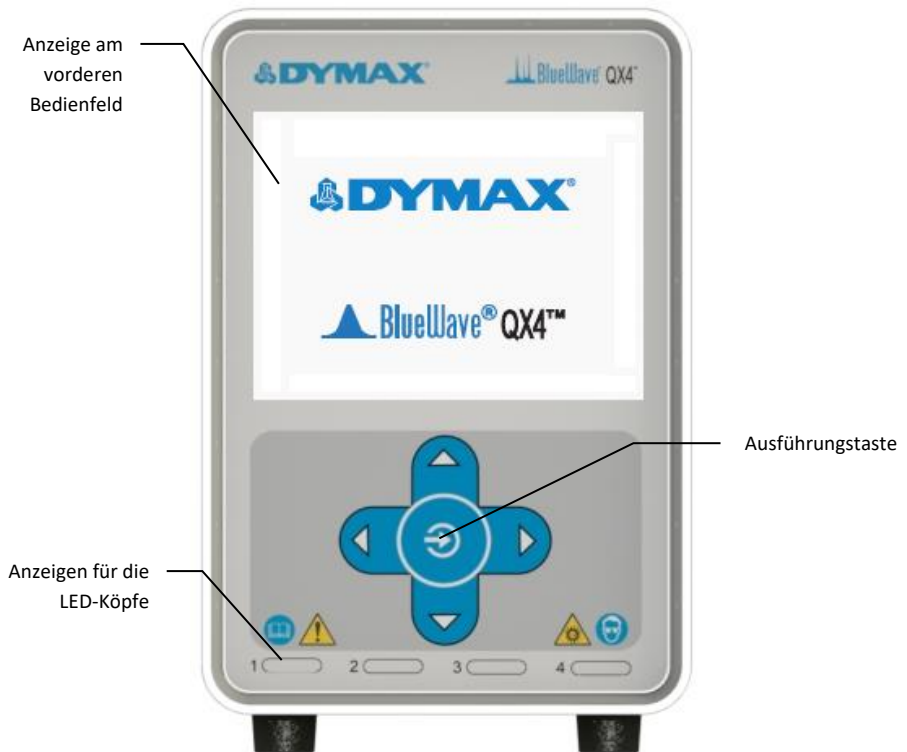 Anzeige am
vorderen
Bedienfeld
DYMAX
BlueWave® QX4™
DYMAX®
BlueWave® QX4™
Ausführungstaste
Anzeigen für die
LED-Köpfe
1 2 3 4